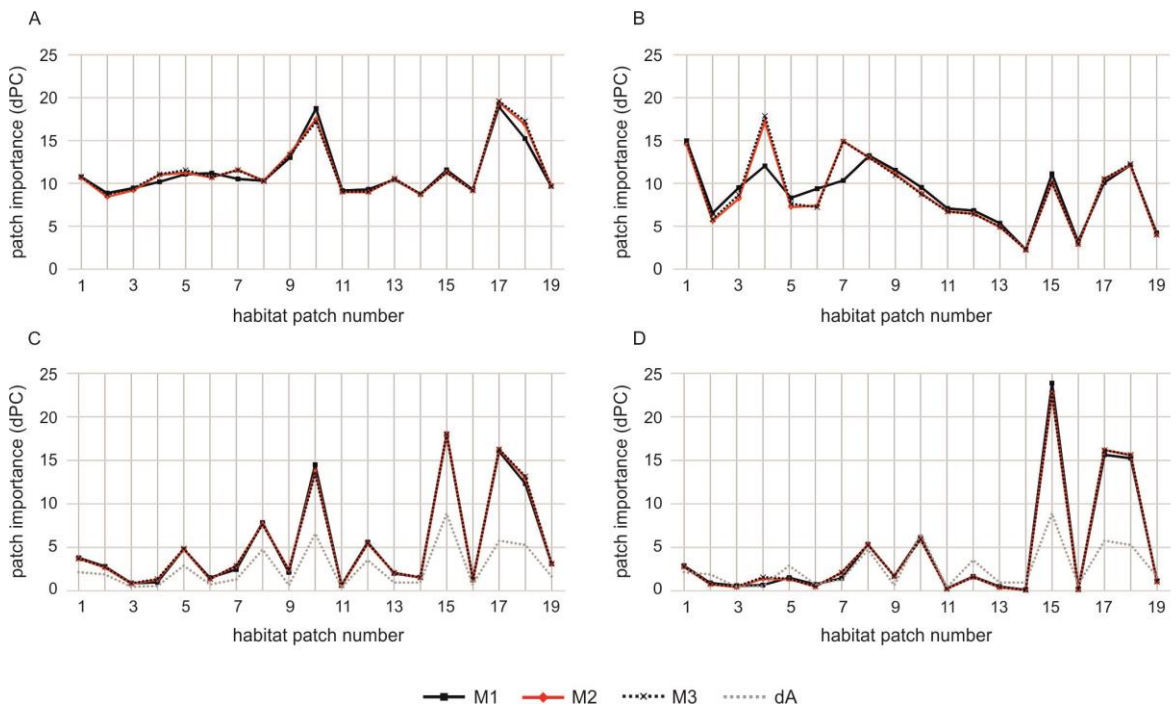 A
patch importance (dPC)
25
20
15
10
5
0
1 3 5 7 9 11 13 15 17 19
habitat patch number
B
patch importance (dPC)
25
20
15
10
5
0
1 3 5 7 9 11 13 15 17 19
habitat patch number
C
patch importance (dPC)
25
20
15
10
5
0
1 3 5 7 9 11 13 15 17 19
habitat patch number
D
patch importance (dPC)
25
20
15
10
5
0
1 3 5 7 9 11 13 15 17 19
habitat patch number
M1 M2 M3 dA